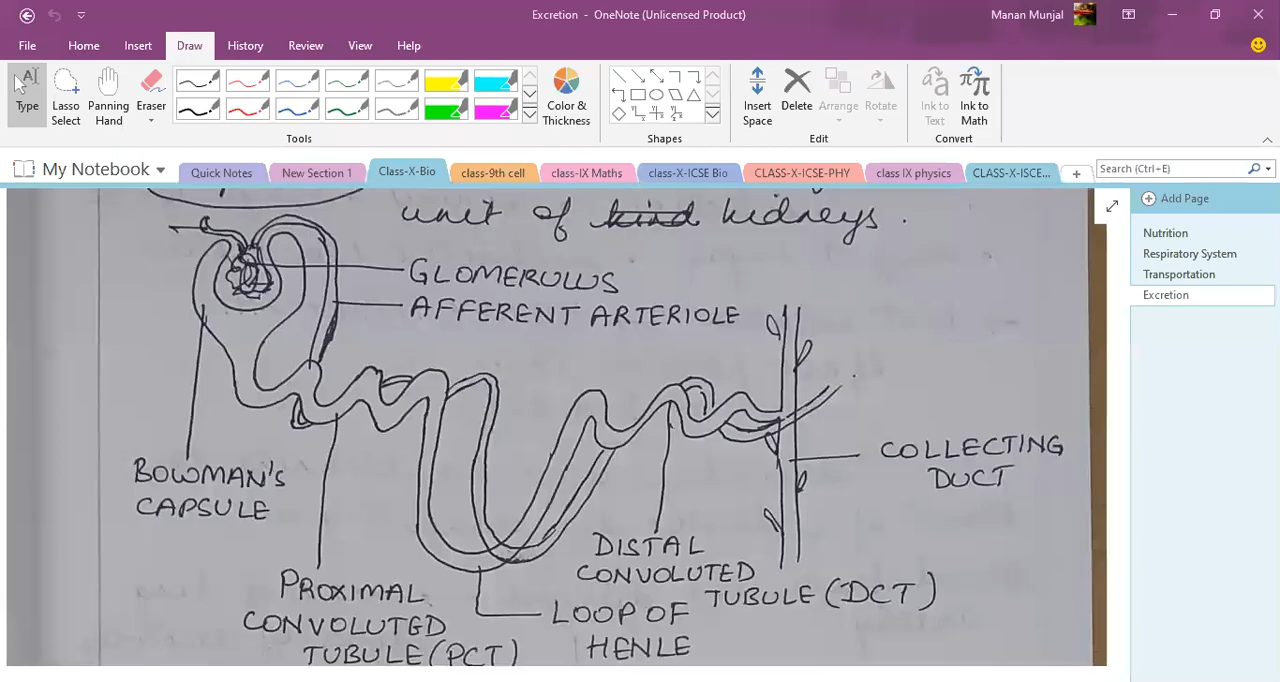 Excretion - OneNote (Unlicensed Product)
Manan Munjal
File Home Insert Draw History Review View Help
Type
Lasso Select
Panning Hand
Eraser
Color & Thickness
Insert Space
Delete
Arrange
Rotate
Ink to Text
Ink to Math
Tools
Shapes
Edit
Convert
My Notebook
Quick Notes
New Section 1
Class-X-Bio
class-9th cell
class-IX Maths
class-X-ICSE Bio
CLASS-X-ICSE-PHY
class IX physics
CLASS-X-ISCE...
Search (Ctrl+E)
Add Page
Nutrition
Respiratory System
Transportation
Excretion
unit of kind kidneys.
GLOMERULUS
AFFERENT ARTERIOLE
COLLECTING
DUCT
BOWMAN'S
CAPSULE
DISTAL
CONVOLUTED
TUBULE (DCT)
PROXIMAL
CONVOLUTED
TUBULE (PCT)
LOOP OF
HENLE